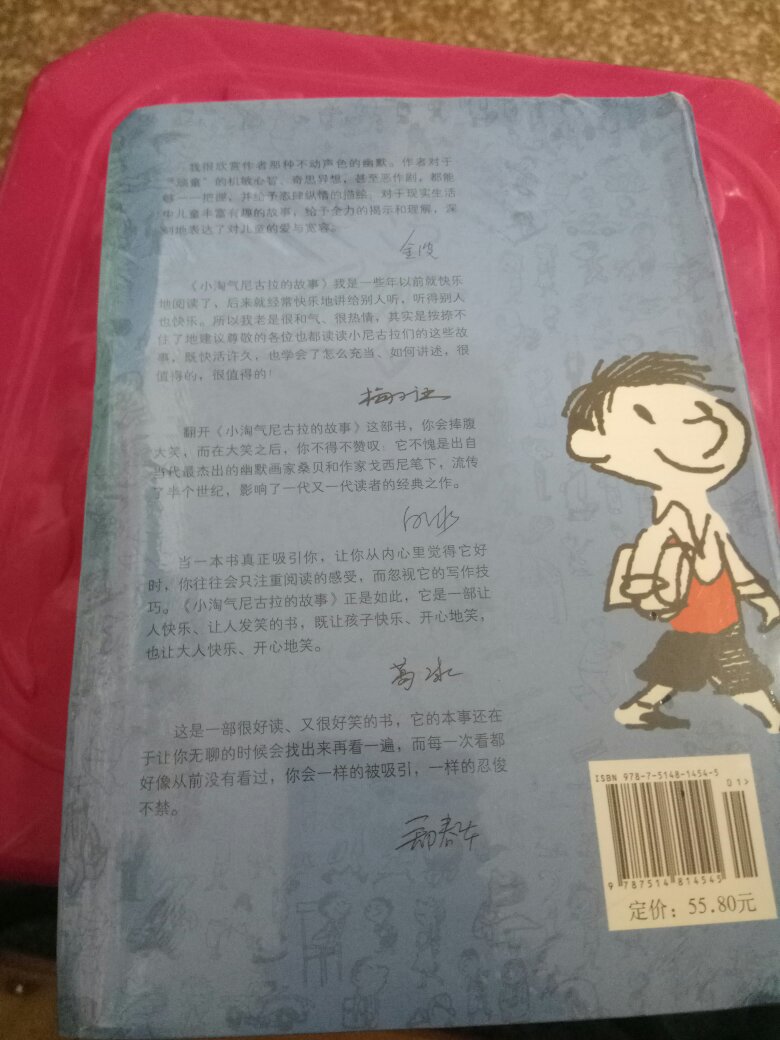 我很欣赏作者那种不动声色的幽默。作者对于
“顽童”的机敏心智、奇思异想，甚至恶作剧，都能
够一一把握，并给予恣肆纵情的描绘。对于现实生活
中儿童丰富有趣的故事，给予全力的揭示和理解，深
刻地表达了对儿童的爱与宽容。
金波
《小淘气尼古拉的故事》我是一些年以前就快乐
地阅读了，后来就经常快乐地讲给别人听，听得别人
也快乐。所以我老是很和气、很热情，其实是按捺不
住了地建议尊敬的各位也都读读小尼古拉们的这些故
事，既快活许久，也学会了怎么充当、如何讲述，很
值得的，很值得的！
梅子涵
翻开《小淘气尼古拉的故事》这部书，你会捧腹
大笑，而在大笑之后，你不得不赞叹：它不愧是出自
当代最杰出的幽默画家桑贝和作家戈西尼笔下，流传
了半个世纪，影响了一代又一代读者的经典之作。
白冰
当一本书真正吸引你，让你从内心里觉得它好
时，你往往会只注重阅读的感受，而忽视它的写作技
巧。《小淘气尼古拉的故事》正是如此，它是一部让
人快乐、让人发笑的书，既让孩子快乐、开心地笑，
也让大人快乐、开心地笑。
葛冰
这是一部很好读、又很好笑的书，它的本事还在
于让你无聊的时候会找出来再看一遍，而每一次看都
好像从前没有看过，你会一样的被吸引，一样的忍俊
不禁。
郑春华
ISBN 978-7-5148-1454-5
01>
9 787514 814545
定价：55.80元